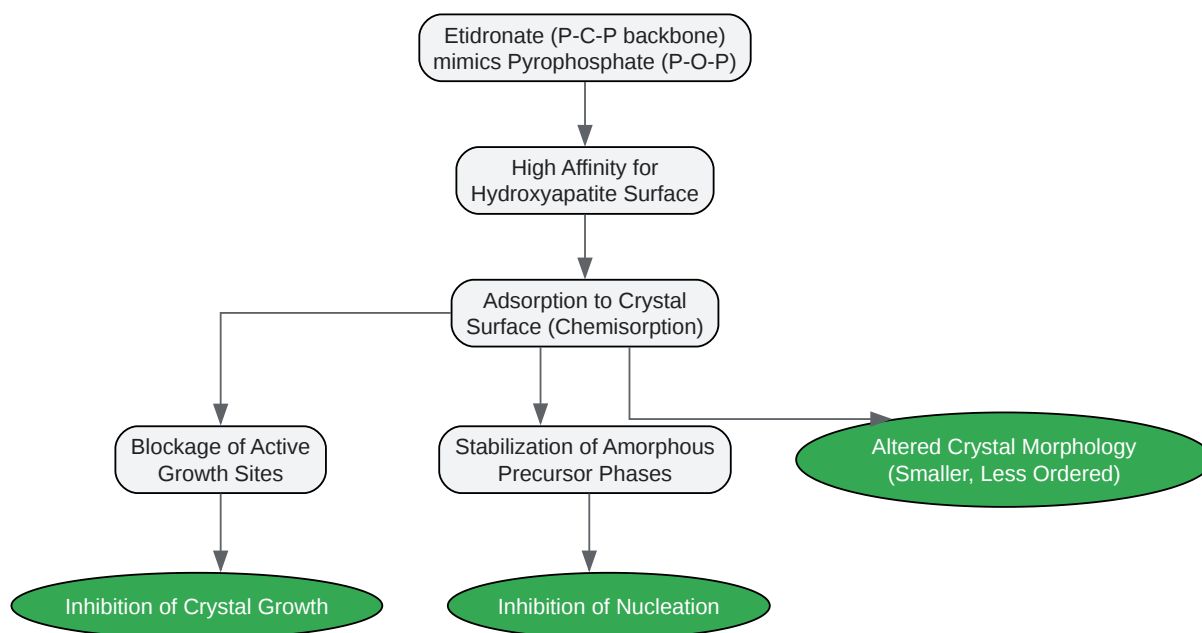 Etidronate (P-C-P backbone)
mimics Pyrophosphate (P-O-P)
High Affinity for
Hydroxyapatite Surface
Adsorption to Crystal
Surface (Chemisorption)
Blockage of Active
Growth Sites
Stabilization of Amorphous
Precursor Phases
Altered Crystal Morphology
(Smaller, Less Ordered)
Inhibition of Crystal Growth
Inhibition of Nucleation